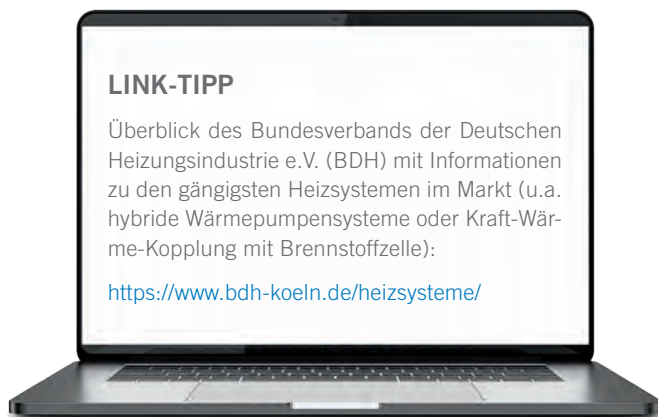 LINK-TIPP
Überblick des Bundesverbands der Deutschen
Heizungsindustrie e.V. (BDH) mit Informationen
zu den gängigsten Heizsystemen im Markt (u.a.
hybride Wärmepumpensysteme oder Kraft-Wär-
me-Kopplung mit Brennstoffzelle):
https://www.bdh-koeln.de/heizsysteme/